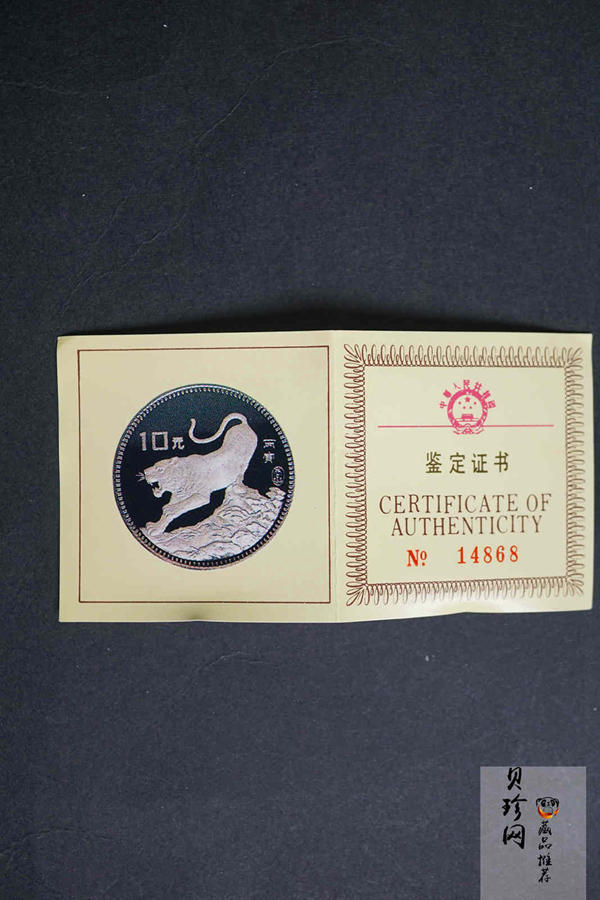 10元
丙寅
中华人民共和国
鉴定证书
CERTIFICATE OF
AUTHENTICITY
№ 14868
贝珍网
藏品推荐